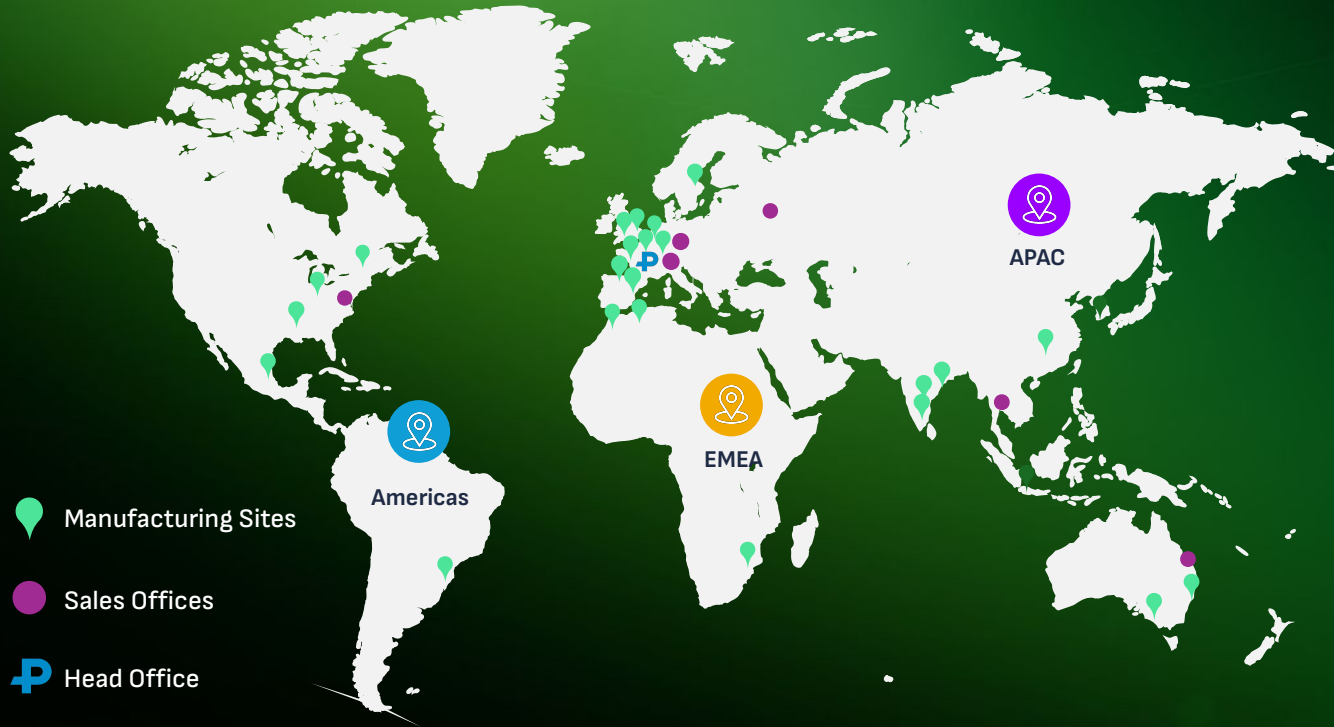 APAC
EMEA
Americas
Manufacturing Sites
Sales Offices
Head Office